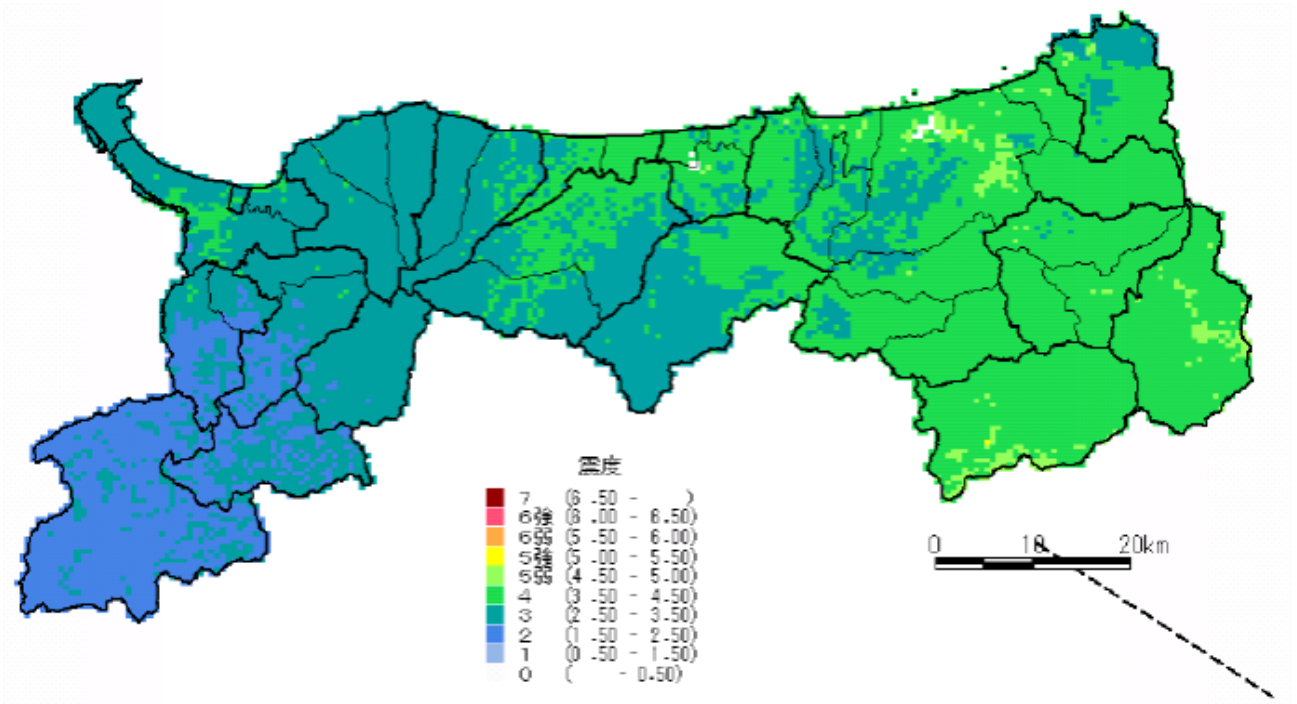 震度
7 (6.50 - )
6強 (6.00 - 6.50)
6弱 (5.50 - 6.00)
5強 (5.00 - 5.50)
5弱 (4.50 - 5.00)
4 (3.50 - 4.50)
3 (2.50 - 3.50)
2 (1.50 - 2.50)
1 (0.50 - 1.50)
0 ( - 0.50)
0 10 20km